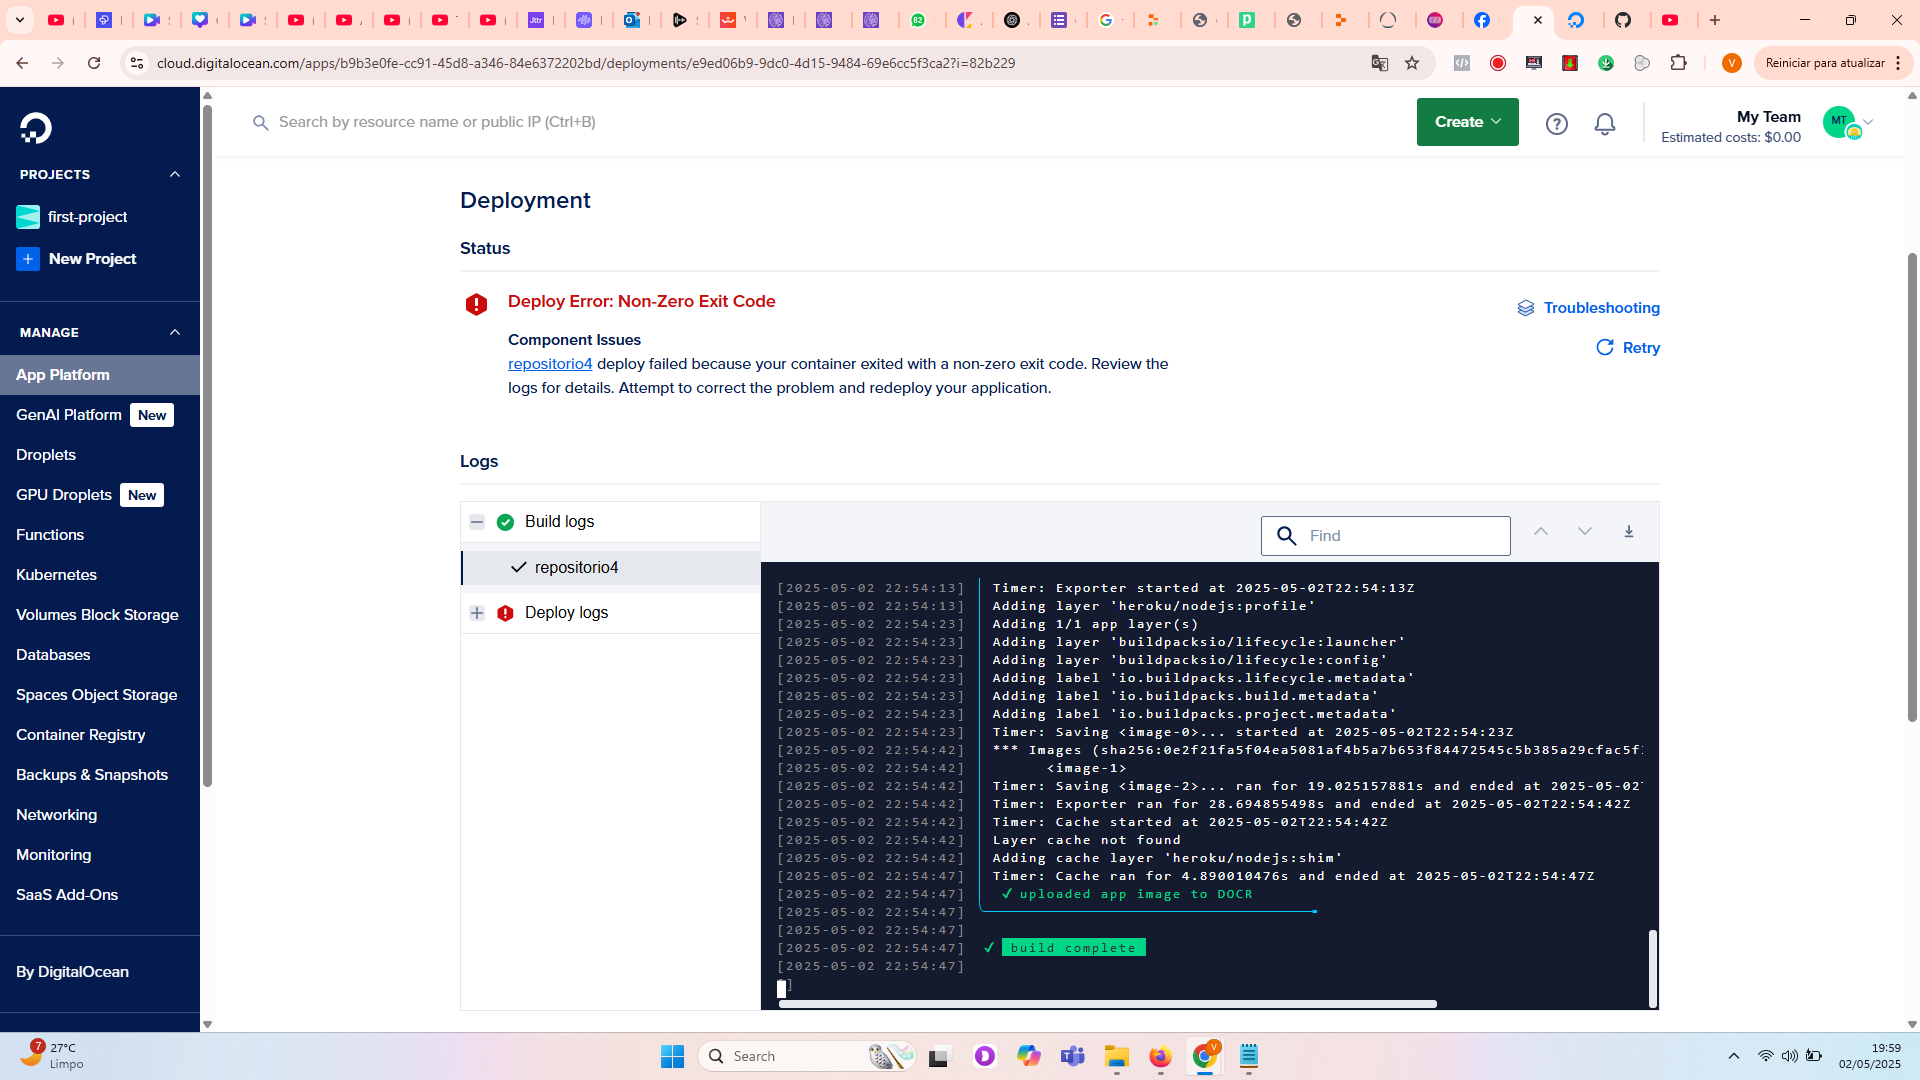 cloud.digitalocean.com/apps/b9b3e0fe-cc91-45d8-a346-84e6372202bd/deployments/e9ed06b9-9dc0-4d15-9484-69e6cc5f3ca2?i=82b229
V
Reiniciar para atualizar
Search by resource name or public IP (Ctrl+B)
Create
My Team
Estimated costs: $0.00
MT
PROJECTS
first-project
New Project
MANAGE
App Platform
GenAI Platform New
Droplets
GPU Droplets New
Functions
Kubernetes
Volumes Block Storage
Databases
Spaces Object Storage
Container Registry
Backups & Snapshots
Networking
Monitoring
SaaS Add-Ons
By DigitalOcean
Deployment
Status
Deploy Error: Non-Zero Exit Code
Troubleshooting
Retry
Component Issues
repositorio4 deploy failed because your container exited with a non-zero exit code. Review the
logs for details. Attempt to correct the problem and redeploy your application.
Logs
Build logs
repositorio4
Deploy logs
Find
[2025-05-02 22:54:13] Timer: Exporter started at 2025-05-02T22:54:13Z
[2025-05-02 22:54:13] Adding layer 'heroku/nodejs:profile'
[2025-05-02 22:54:23] Adding 1/1 app layer(s)
[2025-05-02 22:54:23] Adding layer 'buildpacksio/lifecycle:launcher'
[2025-05-02 22:54:23] Adding layer 'buildpacksio/lifecycle:config'
[2025-05-02 22:54:23] Adding label 'io.buildpacks.lifecycle.metadata'
[2025-05-02 22:54:23] Adding label 'io.buildpacks.build.metadata'
[2025-05-02 22:54:23] Adding label 'io.buildpacks.project.metadata'
[2025-05-02 22:54:23] Timer: Saving <image-0>... started at 2025-05-02T22:54:23Z
[2025-05-02 22:54:42] *** Images (sha256:0e2f21fa5f04ea5081af4b5a7b653f84472545c5b385a29cfac5f
[2025-05-02 22:54:42] <image-1>
[2025-05-02 22:54:42] Timer: Saving <image-2>... ran for 19.025157881s and ended at 2025-05-02
[2025-05-02 22:54:42] Timer: Exporter ran for 28.694855498s and ended at 2025-05-02T22:54:42Z
[2025-05-02 22:54:42] Timer: Cache started at 2025-05-02T22:54:42Z
[2025-05-02 22:54:42] Layer cache not found
[2025-05-02 22:54:42] Adding cache layer 'heroku/nodejs:shim'
[2025-05-02 22:54:47] Timer: Cache ran for 4.890010476s and ended at 2025-05-02T22:54:47Z
[2025-05-02 22:54:47] ✓ uploaded app image to DOCR
[2025-05-02 22:54:47]
[2025-05-02 22:54:47]
[2025-05-02 22:54:47] ✓ build complete
[2025-05-02 22:54:47]
]
7
27°C
Limpo
Search
V
19:59
02/05/2025